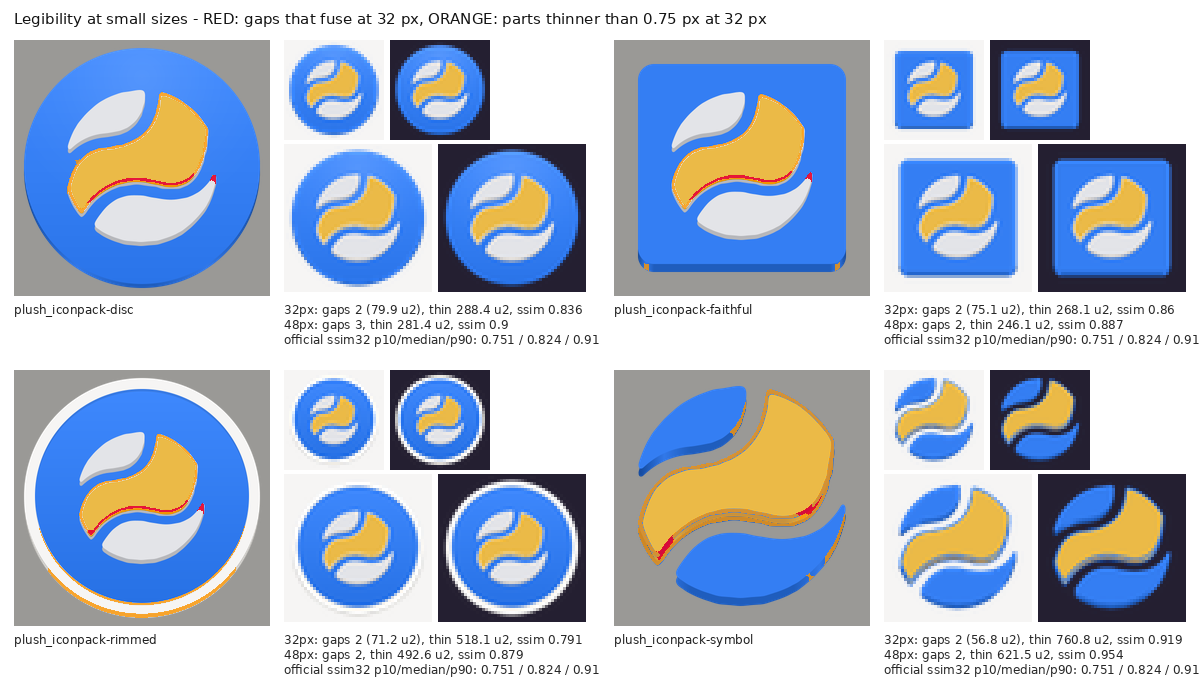 Legibility at small sizes - RED: gaps that fuse at 32 px, ORANGE: parts thinner than 0.75 px at 32 px
plush_iconpack-disc
32px: gaps 2 (79.9 u2), thin 288.4 u2, ssim 0.836
48px: gaps 3, thin 281.4 u2, ssim 0.9
official ssim32 p10/median/p90: 0.751 / 0.824 / 0.91
plush_iconpack-faithful
32px: gaps 2 (75.1 u2), thin 268.1 u2, ssim 0.86
48px: gaps 2, thin 246.1 u2, ssim 0.887
official ssim32 p10/median/p90: 0.751 / 0.824 / 0.91
plush_iconpack-rimmed
32px: gaps 2 (71.2 u2), thin 518.1 u2, ssim 0.791
48px: gaps 2, thin 492.6 u2, ssim 0.879
official ssim32 p10/median/p90: 0.751 / 0.824 / 0.91
plush_iconpack-symbol
32px: gaps 2 (56.8 u2), thin 760.8 u2, ssim 0.919
48px: gaps 2, thin 621.5 u2, ssim 0.954
official ssim32 p10/median/p90: 0.751 / 0.824 / 0.91